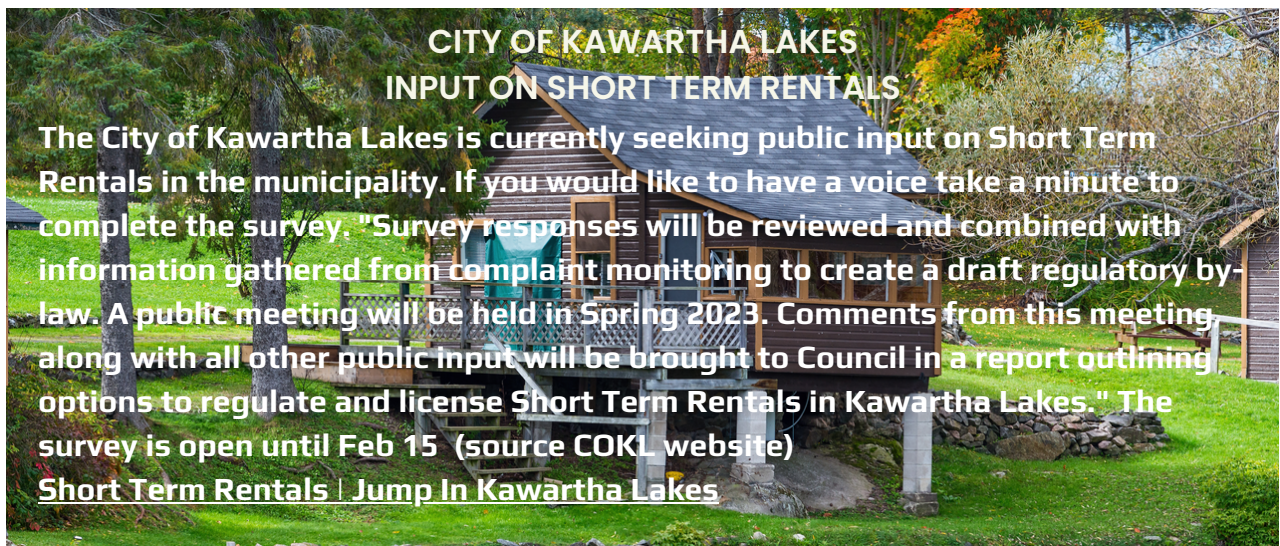 CITY OF KAWARTHA LAKES
INPUT ON SHORT TERM RENTALS
The City of Kawartha Lakes is currently seeking public input on Short Term
Rentals in the municipality. If you would like to have a voice take a minute to
complete the survey. "Survey responses will be reviewed and combined with
information gathered from complaint monitoring to create a draft regulatory by-
law. A public meeting will be held in Spring 2023. Comments from this meeting,
along with all other public input will be brought to Council in a report outlining
options to regulate and license Short Term Rentals in Kawartha Lakes." The
survey is open until Feb 15  (source COKL website)
Short Term Rentals | Jump In Kawartha Lakes